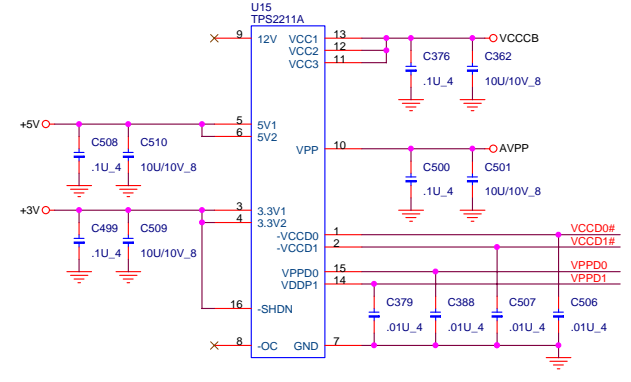 U15
TPS2211A
9 12V VCC1 13 VCCCB
VCC2 12
VCC3 11
C376 C362
.1U_4 10U/10V_8
+5V 5 5V1
6 5V2
C508 C510
.1U_4 10U/10V_8
VPP 10 AVPP
C500 C501
.1U_4 10U/10V_8
+3V 3 3.3V1
4 3.3V2
C499 C509
.1U_4 10U/10V_8
-VCCD0 1 VCCD0#
-VCCD1 2 VCCD1#
VPPD0 15 VPPD0
VDDP1 14 VPPD1
C379 C388 C507 C506
.01U_4 .01U_4 .01U_4 .01U_4
16 -SHDN
8 -OC GND 7